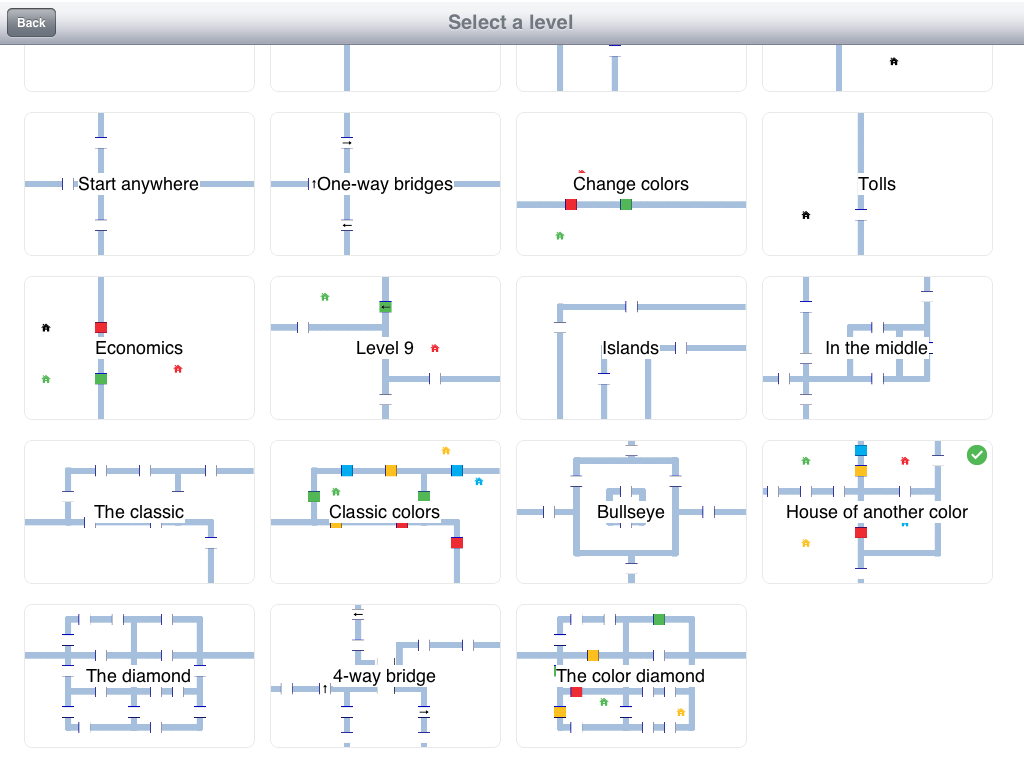 Back
Select a level
Start anywhere
One-way bridges
Change colors
Tolls
Economics
Level 9
Islands
In the middle
The classic
Classic colors
Bullseye
House of another color
The diamond
4-way bridge
The color diamond